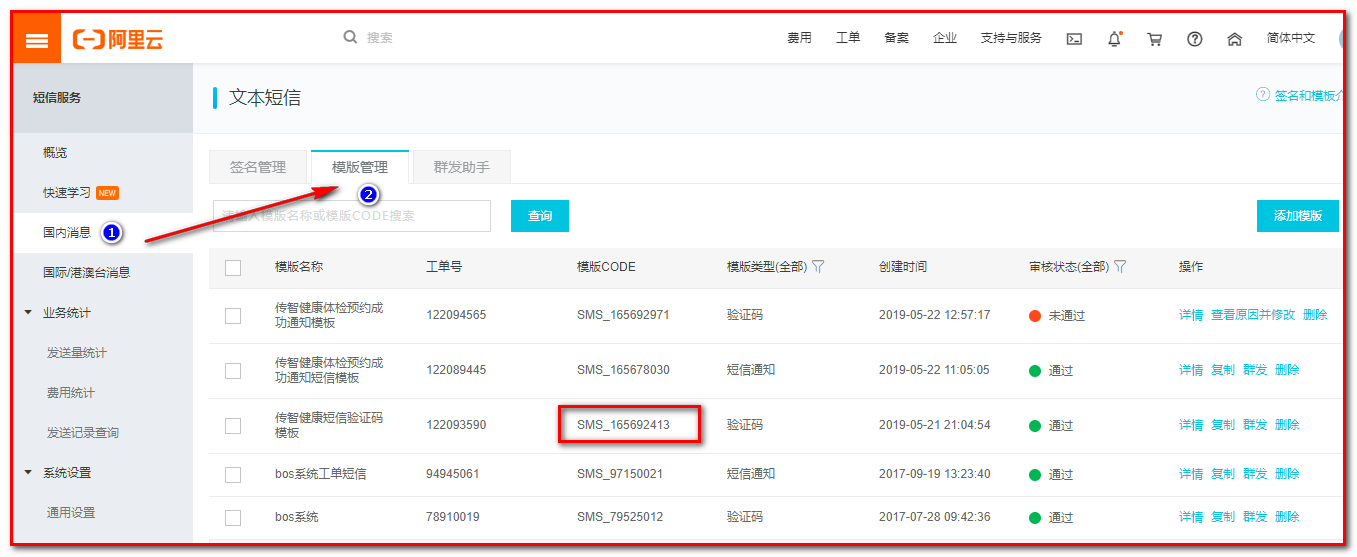 阿里云
搜索
费用 工单 备案 企业 支持与服务 简体中文
短信服务
概览
快速学习 NEW
国内消息 1
国际/港澳台消息
业务统计
发送量统计
费用统计
发送记录查询
系统设置
通用设置
文本短信
签名和模板介
签名管理 模版管理 群发助手
2
请输入模版名称或模版CODE搜索 查询 添加模版
模版名称 工单号 模版CODE 模版类型(全部) 创建时间 审核状态(全部) 操作
传智健康体检预约成
功通知模板
122094565 SMS_165692971 验证码 2019-05-22 12:57:17 未通过 详情 查看原因并修改 删除
传智健康体检预约成
功通知短信模板
122089445 SMS_165678030 短信通知 2019-05-22 11:05:05 通过 详情 复制 群发 删除
传智健康短信验证码
模板
122093590 SMS_165692413 验证码 2019-05-21 21:04:54 通过 详情 复制 群发 删除
bos系统工单短信 94945061 SMS_97150021 短信通知 2017-09-19 13:23:40 通过 详情 复制 群发 删除
bos系统 78910019 SMS_79525012 验证码 2017-07-28 09:42:36 通过 详情 复制 群发 删除